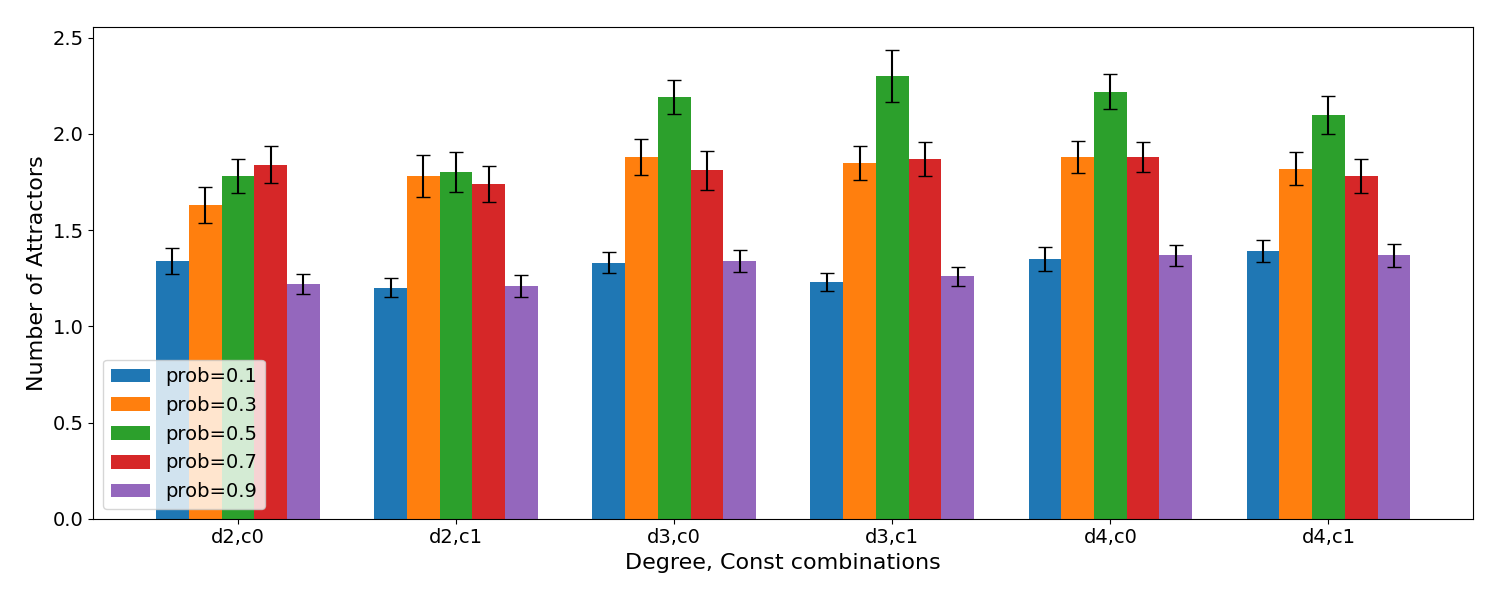 Number of Attractors
2.5
2.0
1.5
1.0
0.5
0.0
prob=0.1
prob=0.3
prob=0.5
prob=0.7
prob=0.9
d2,c0 d2,c1 d3,c0 d3,c1 d4,c0 d4,c1
Degree, Const combinations